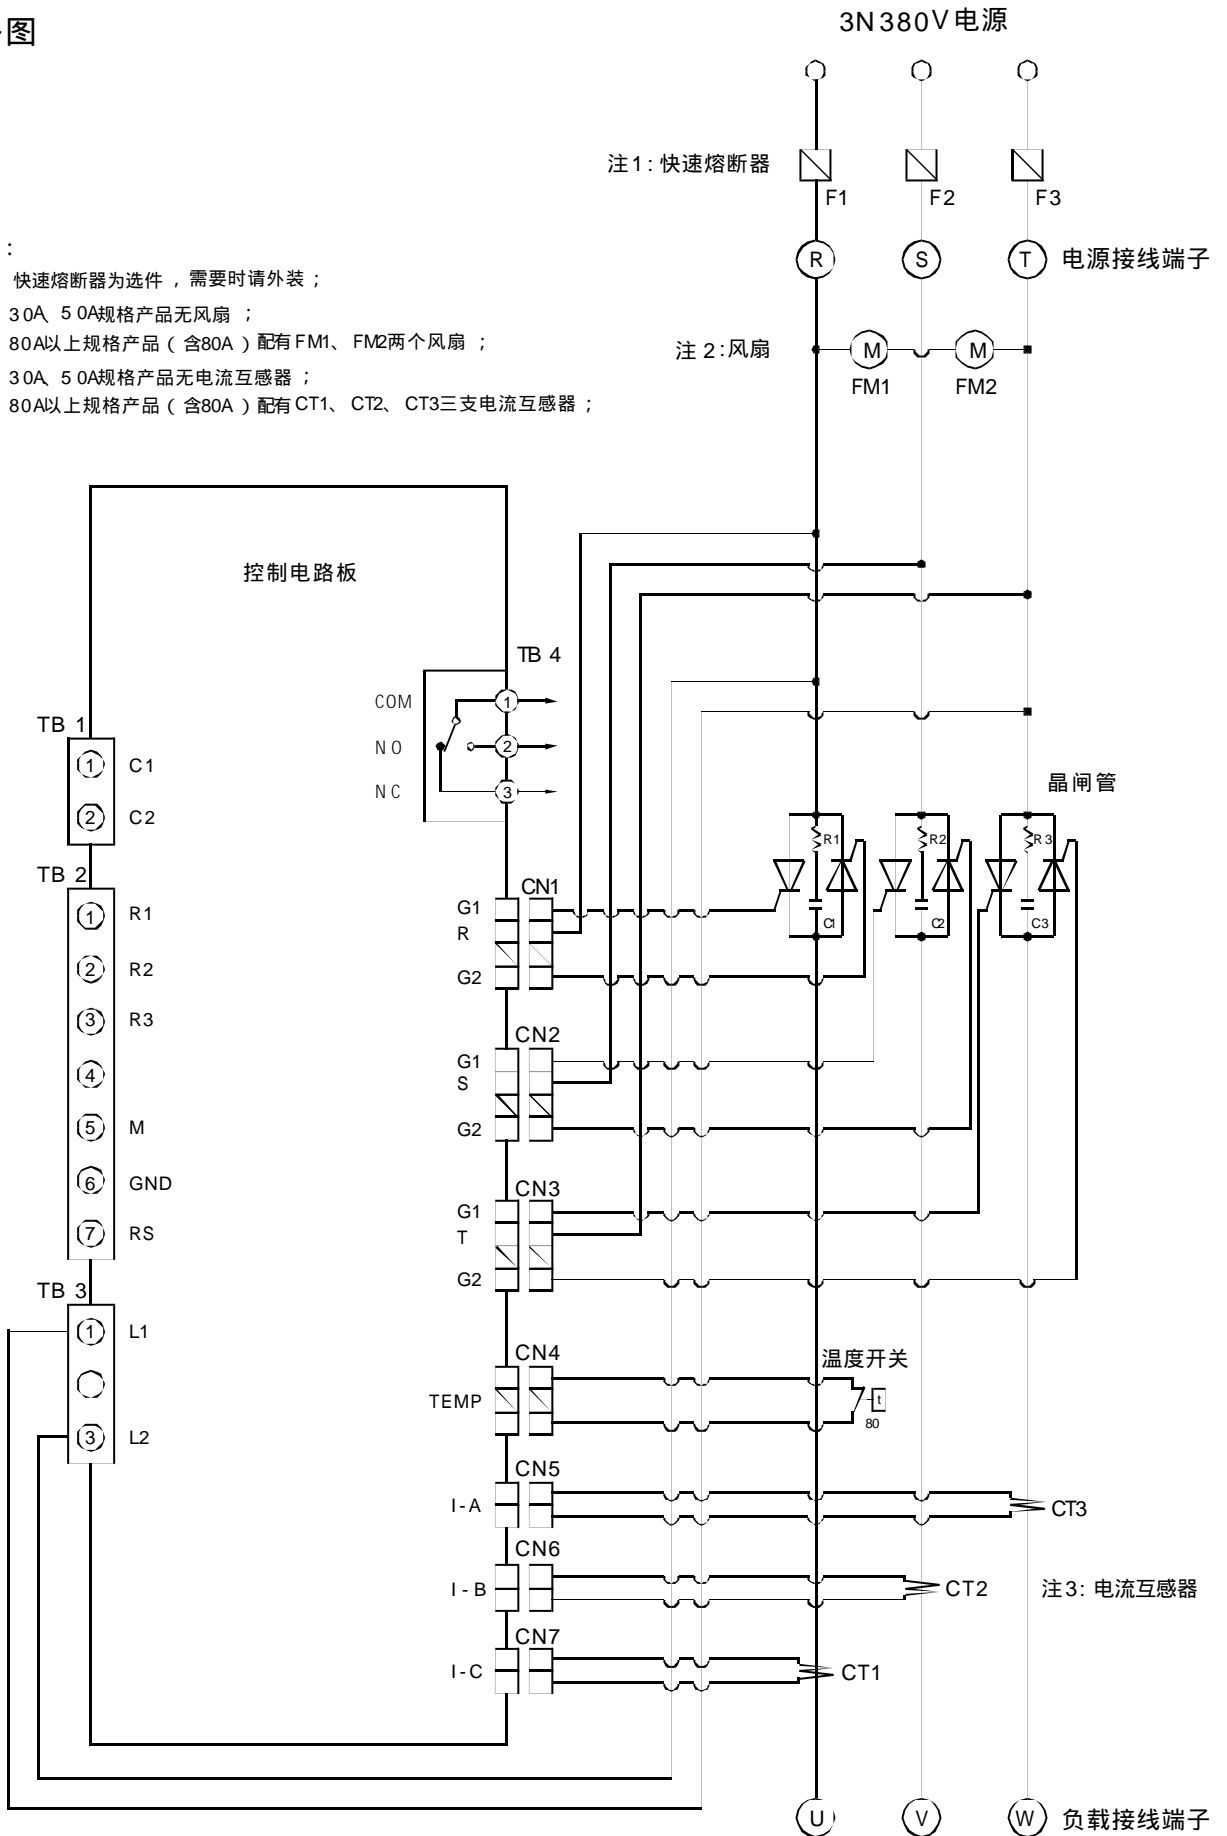 图
3N380V电源
注1:快速熔断器
F1
F2
F3
R
S
T
电源接线端子
:
快速熔断器为选件，需要时请外装；
30A、50A规格产品无风扇；
80A以上规格产品（含80A）配有FM1、FM2两个风扇；
30A、50A规格产品无电流互感器；
80A以上规格产品（含80A）配有CT1、CT2、CT3三支电流互感器；
注2:风扇
M
M
FM1
FM2
控制电路板
TB 4
COM
1
NO
2
NC
3
TB 1
1 C1
2 C2
晶闸管
R1
R2
R3
C1
C2
C3
TB 2
1 R1
2 R2
3 R3
4
5 M
6 GND
7 RS
CN1
G1
R
G2
CN2
G1
S
G2
CN3
G1
T
G2
TB 3
1 L1
3 L2
CN4
TEMP
温度开关
t
80
CN5
I-A
CT3
CN6
I-B
CT2
注3:电流互感器
CN7
I-C
CT1
U
V
W
负载接线端子